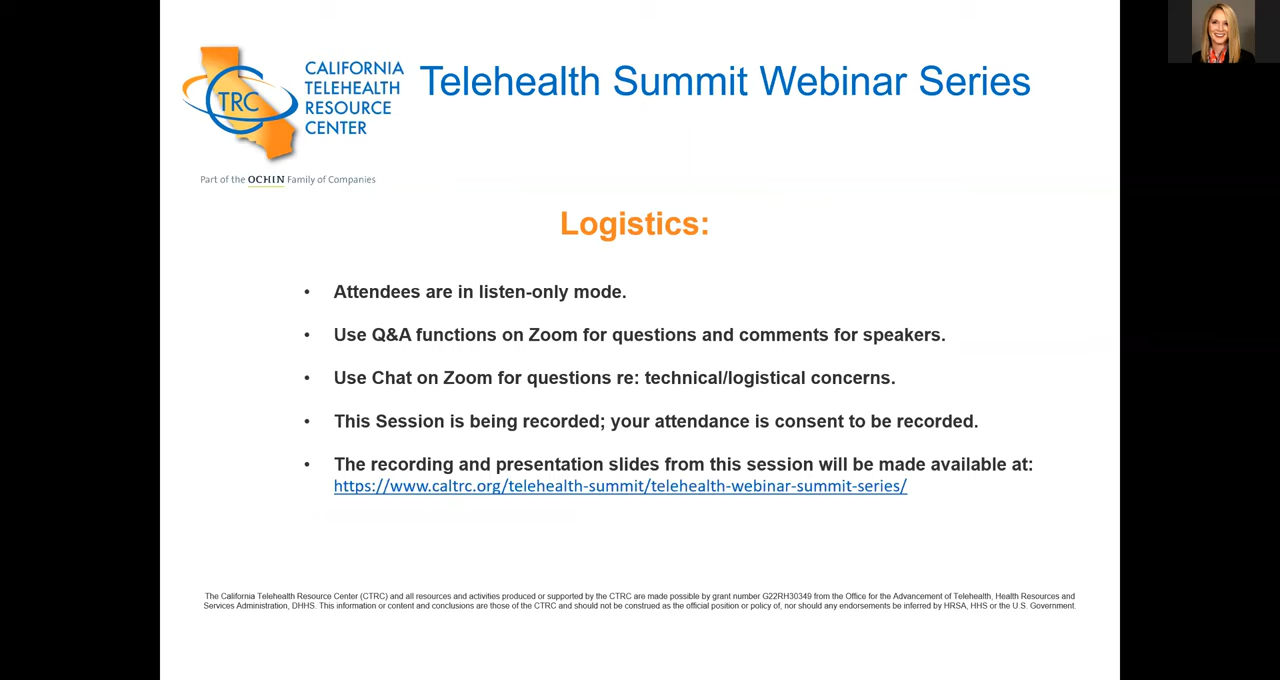 CTRC
CALIFORNIA
TELEHEALTH
RESOURCE
CENTER
Part of the OCHIN Family of Companies
Telehealth Summit Webinar Series
Logistics:
• Attendees are in listen-only mode.
• Use Q&A functions on Zoom for questions and comments for speakers.
• Use Chat on Zoom for questions re: technical/logistical concerns.
• This Session is being recorded; your attendance is consent to be recorded.
• The recording and presentation slides from this session will be made available at:
https://www.caltrc.org/telehealth-summit/telehealth-webinar-summit-series/
The California Telehealth Resource Center (CTRC) and all resources and activities produced or supported by the CTRC are made possible by grant number G22RH30349 from the Office for the Advancement of Telehealth, Health Resources and
Services Administration, DHHS. This information or content and conclusions are those of the CTRC and should not be construed as the official position or policy of, nor should any endorsements be inferred by HRSA, HHS or the U.S. Government.